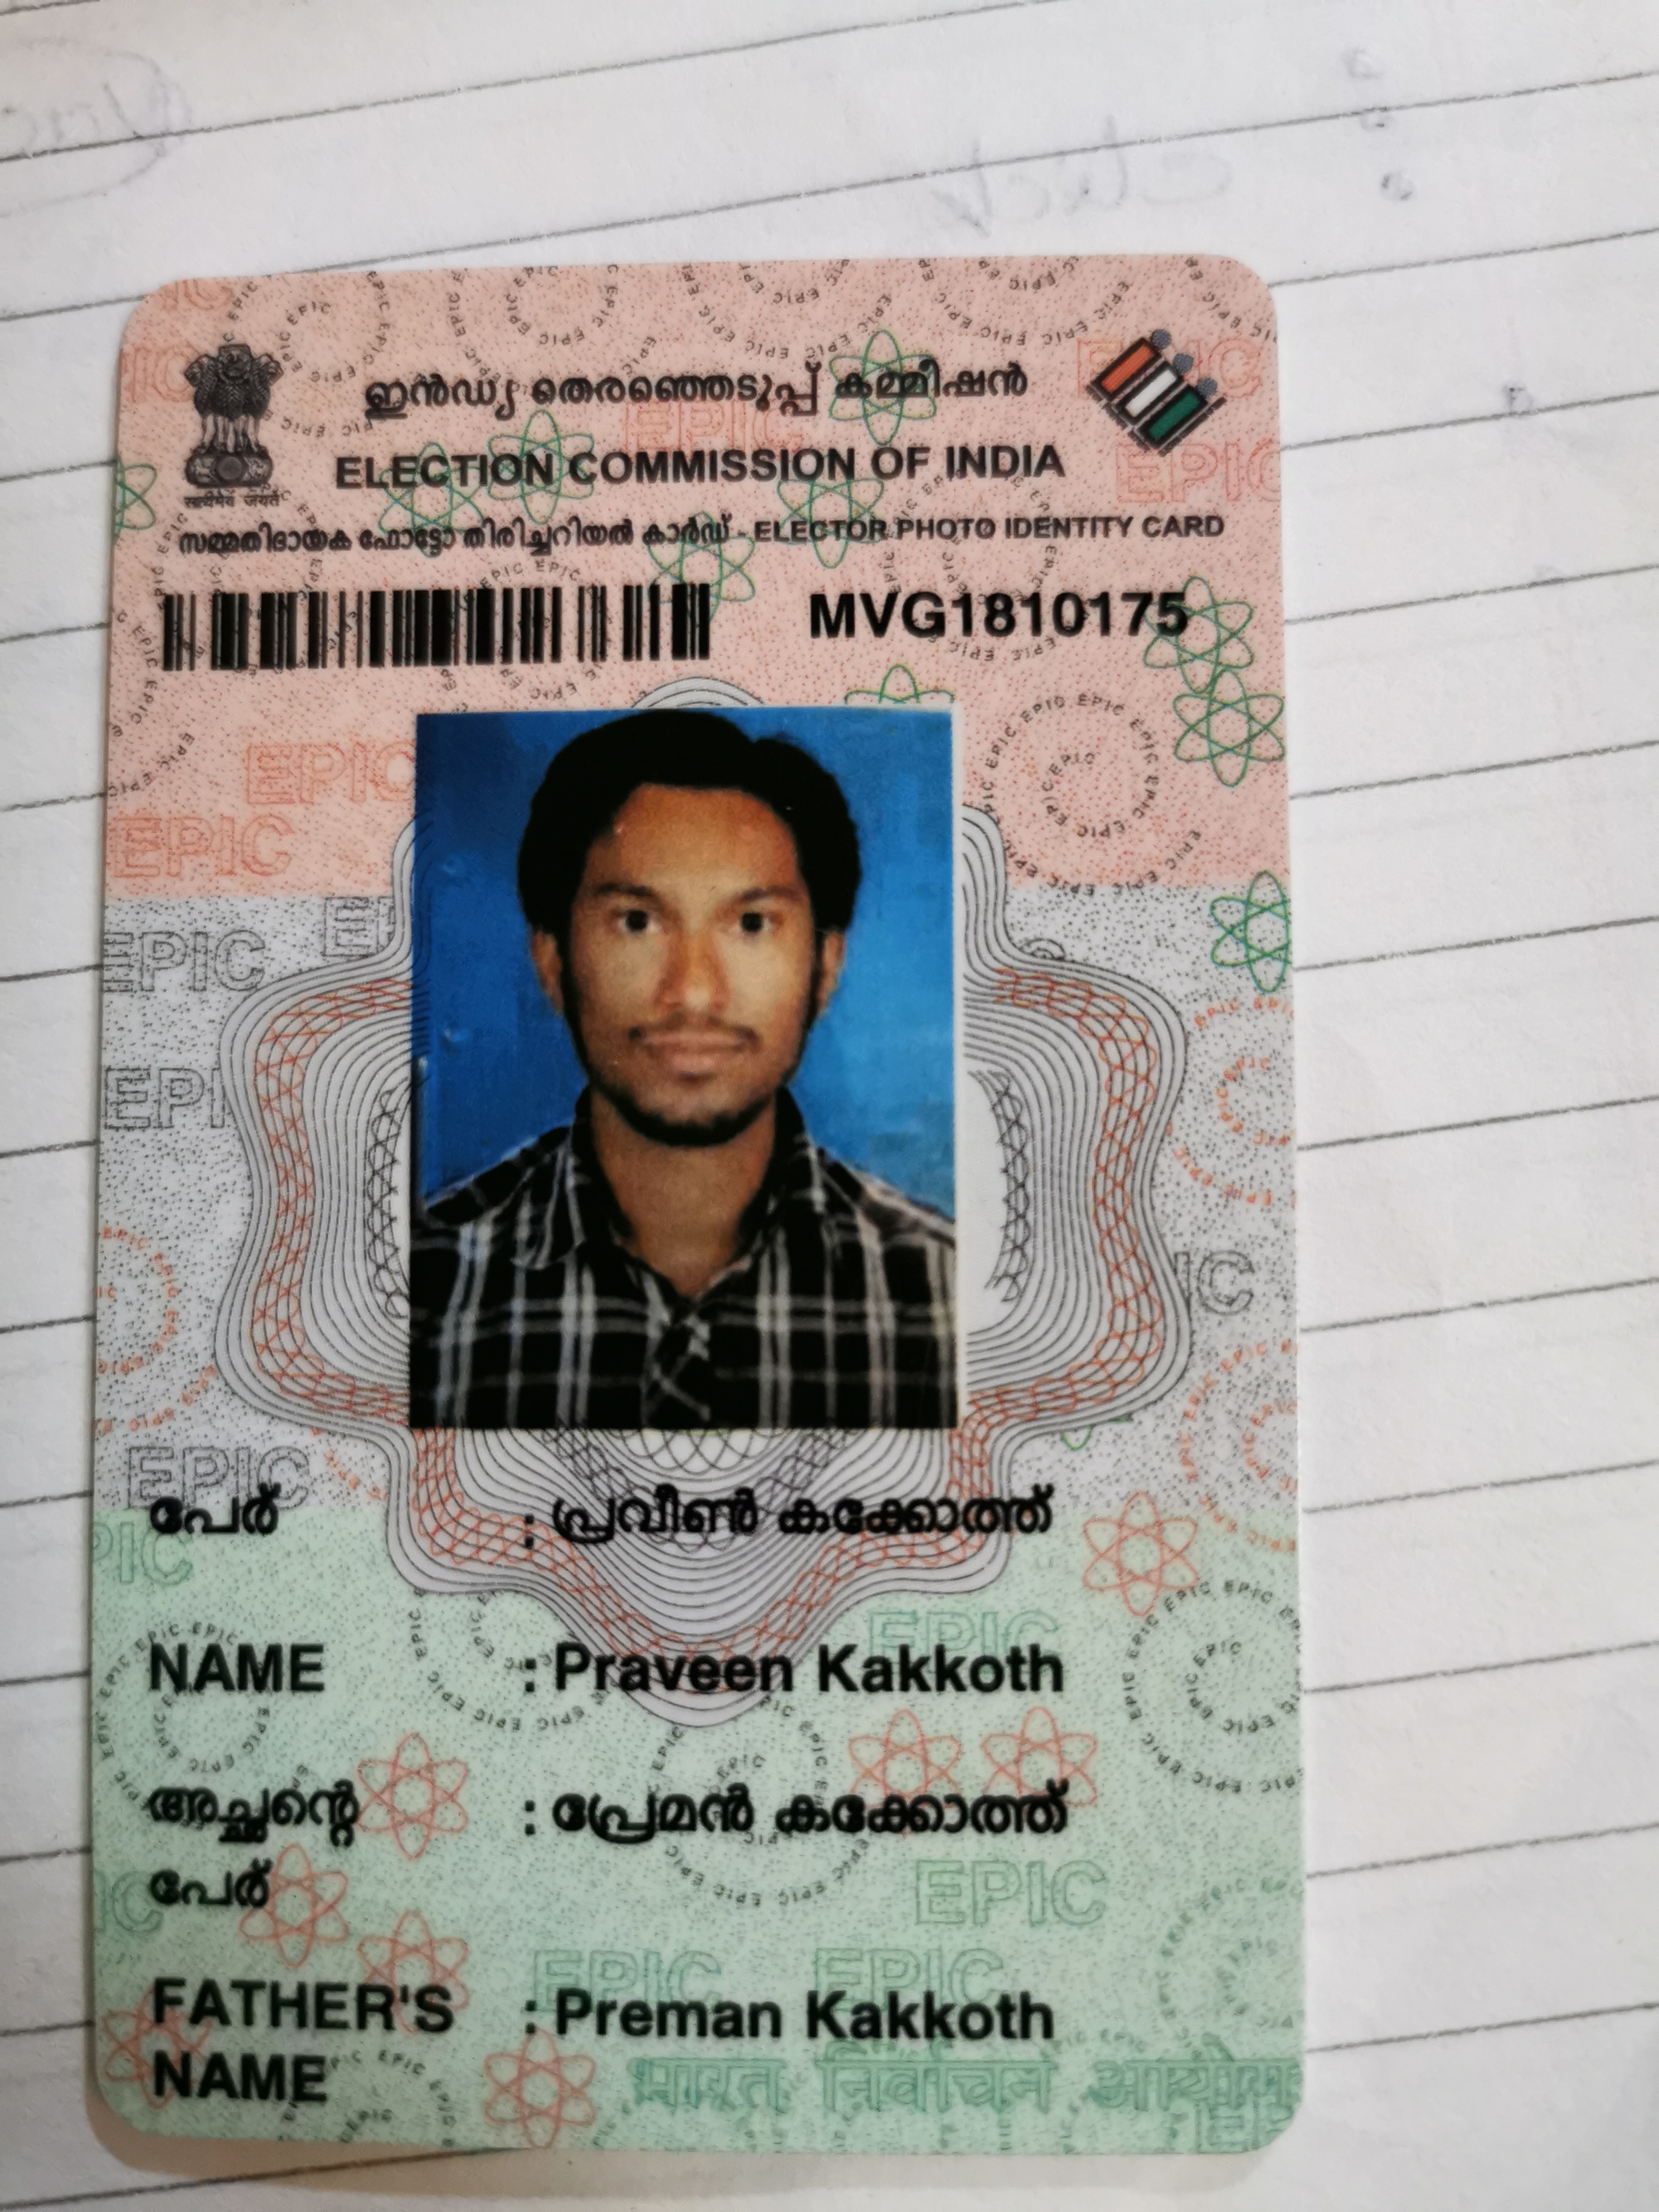 ഇൻഡ്യ തെരഞ്ഞെടുപ്പ് കമ്മീഷൻ
ELECTION COMMISSION OF INDIA
सत्यमेव जयते
സമ്മതിദായക ഫോട്ടോ തിരിച്ചറിയൽ കാർഡ് - ELECTOR PHOTO IDENTITY CARD
MVG1810175
പേര് : പ്രവീൺ കക്കോത്ത്
NAME : Praveen Kakkoth
അച്ഛന്റെ : പ്രേമൻ കക്കോത്ത്
പേര്
FATHER'S : Preman Kakkoth
NAME
भारत निर्वाचन आयोग